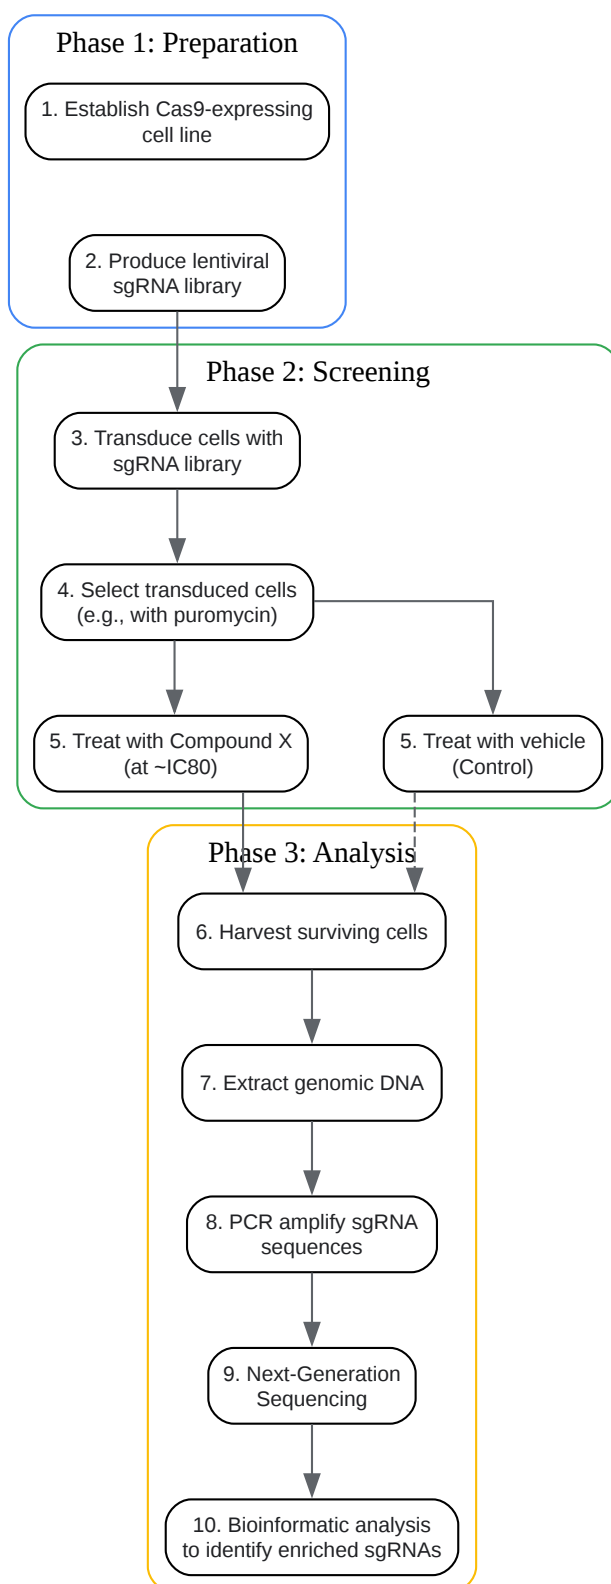 Phase 1: Preparation
1. Establish Cas9-expressing
cell line
2. Produce lentiviral
sgRNA library
Phase 2: Screening
3. Transduce cells with
sgRNA library
4. Select transduced cells
(e.g., with puromycin)
5. Treat with Compound X
(at ~IC80)
5. Treat with vehicle
(Control)
Phase 3: Analysis
6. Harvest surviving cells
7. Extract genomic DNA
8. PCR amplify sgRNA
sequences
9. Next-Generation
Sequencing
10. Bioinformatic analysis
to identify enriched sgRNAs